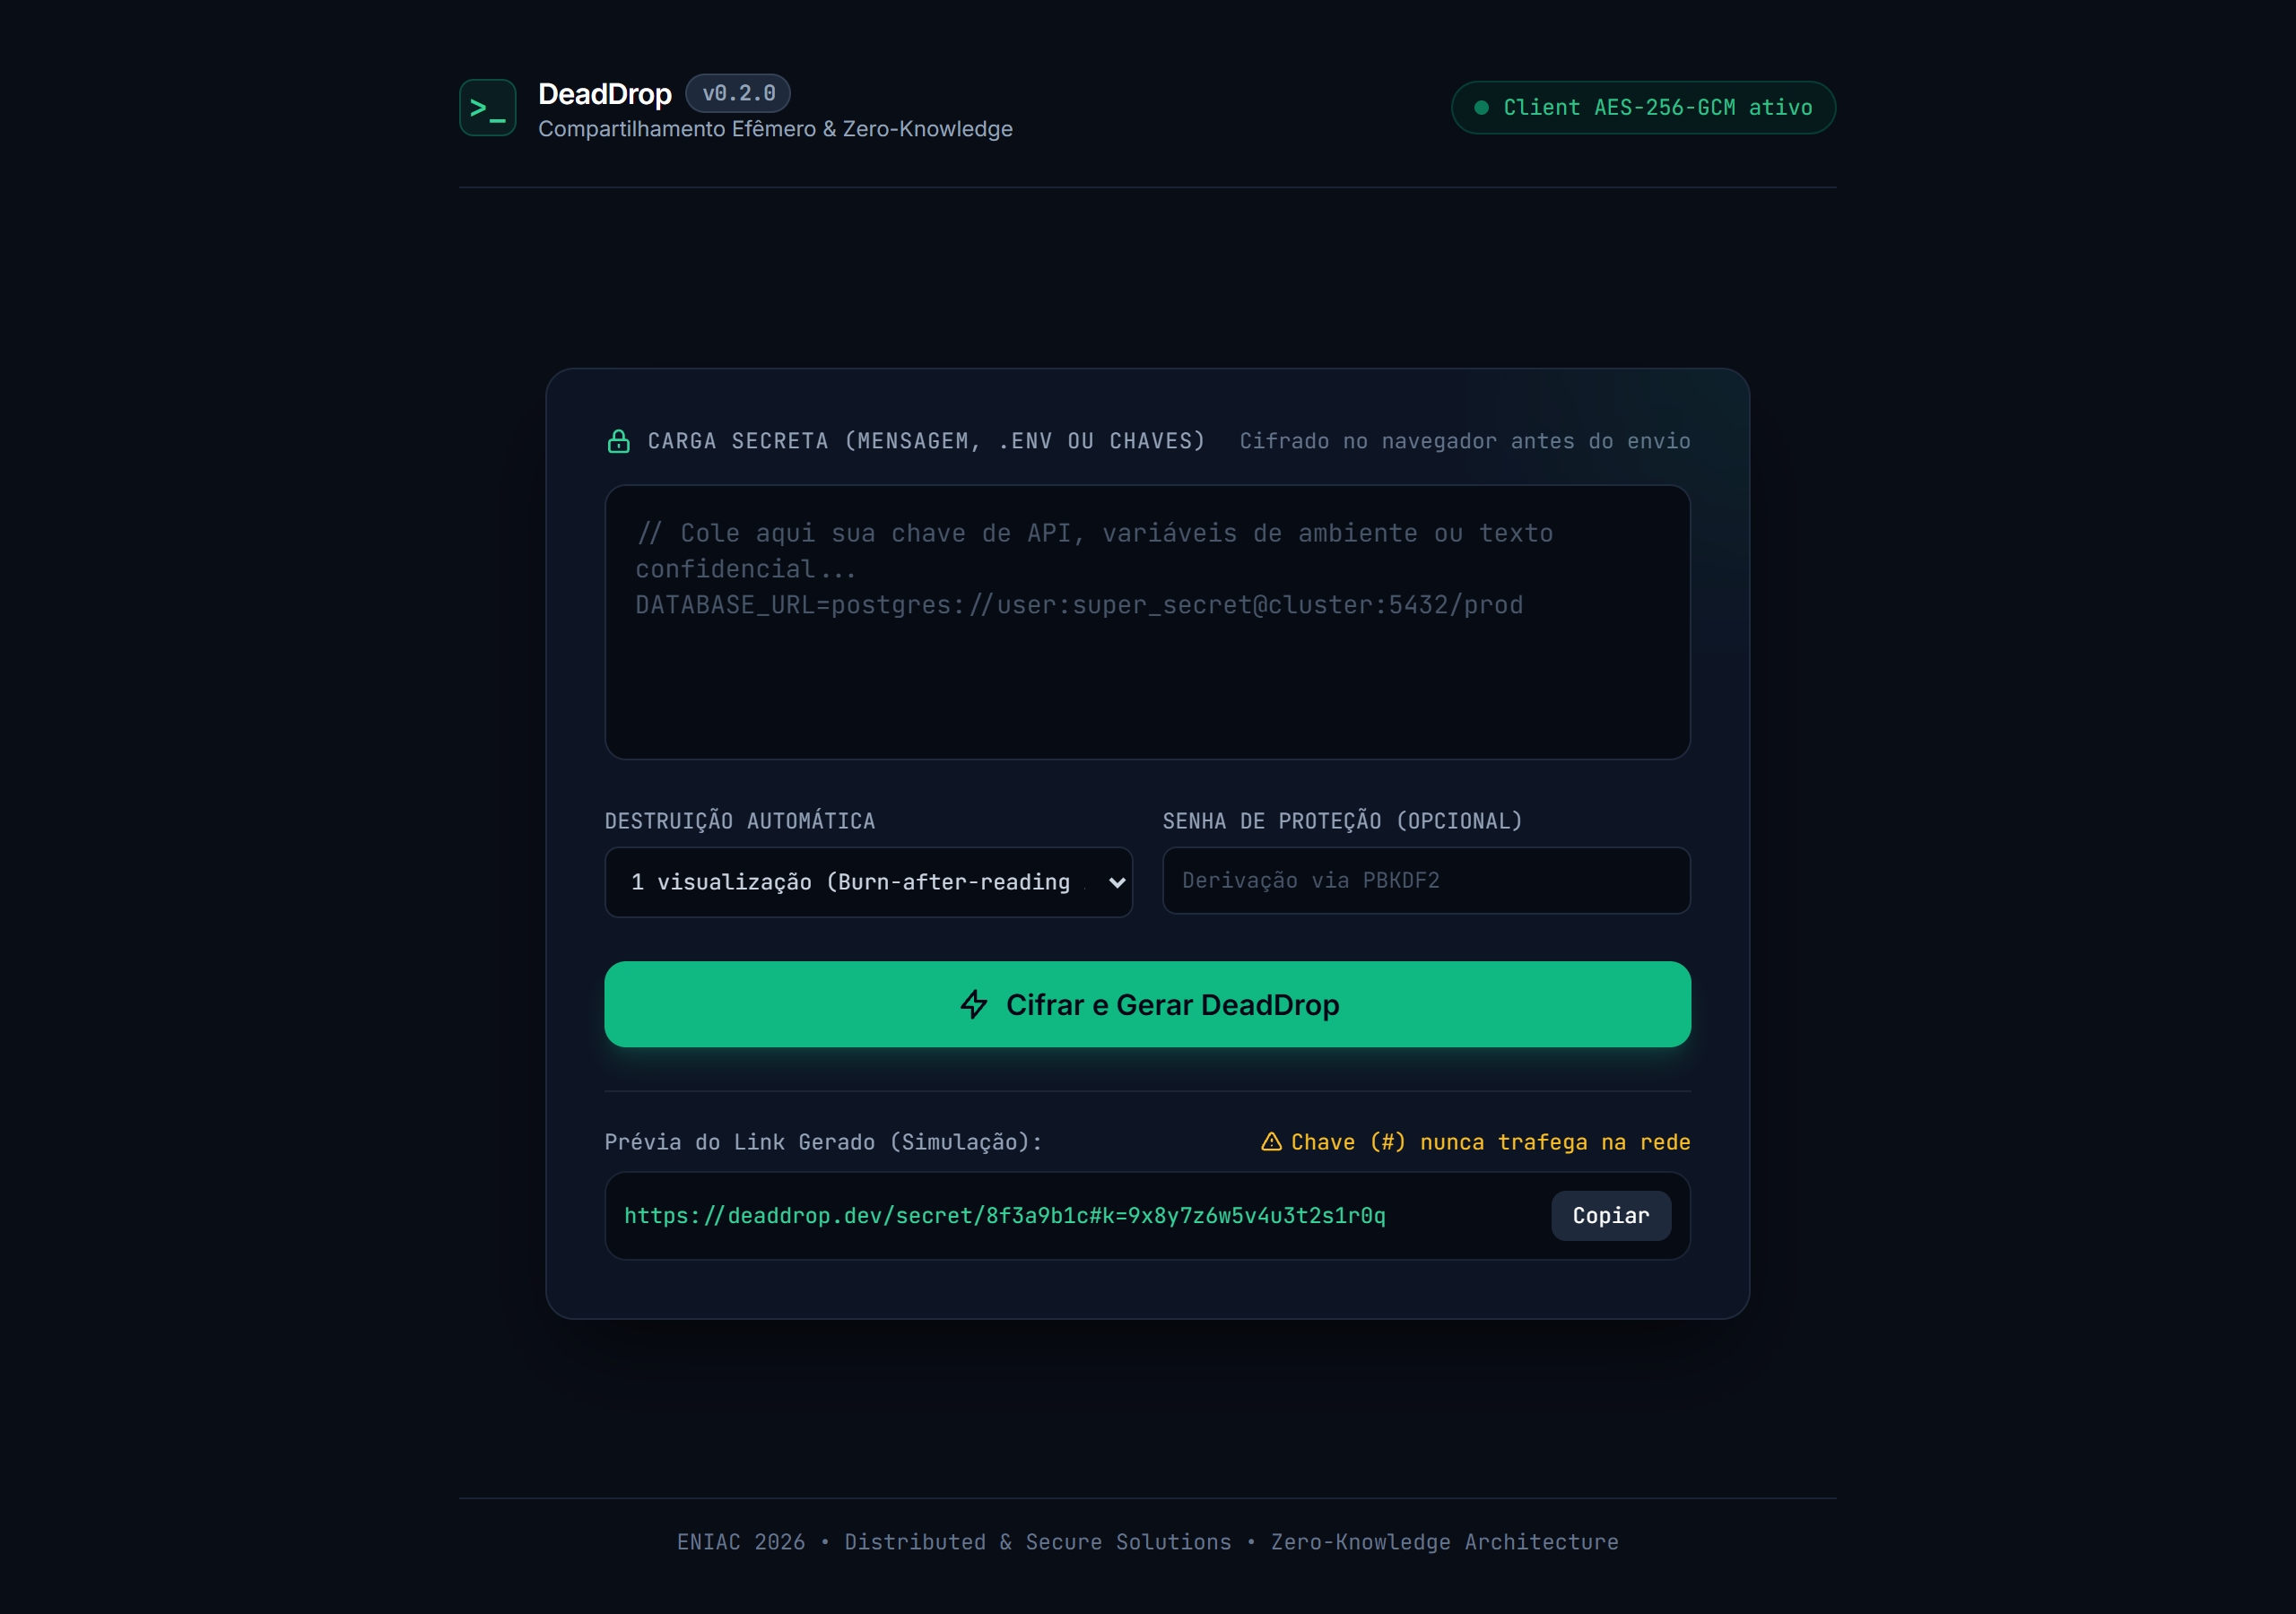 >_
DeadDrop v0.2.0
Compartilhamento Efêmero & Zero-Knowledge
Client AES-256-GCM ativo
CARGA SECRETA (MENSAGEM, .ENV OU CHAVES)
Cifrado no navegador antes do envio
// Cole aqui sua chave de API, variáveis de ambiente ou texto
confidencial...
DATABASE_URL=postgres://user:super_secret@cluster:5432/prod
DESTRUIÇÃO AUTOMÁTICA
SENHA DE PROTEÇÃO (OPCIONAL)
1 visualização (Burn-after-reading
Derivação via PBKDF2
Cifrar e Gerar DeadDrop
Prévia do Link Gerado (Simulação):
Chave (#) nunca trafega na rede
https://deaddrop.dev/secret/8f3a9b1c#k=9x8y7z6w5v4u3t2s1r0q
Copiar
ENIAC 2026 • Distributed & Secure Solutions • Zero-Knowledge Architecture